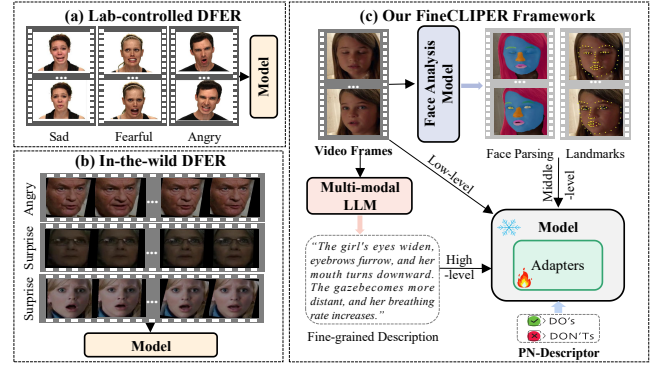 (a) Lab-controlled DFER
...
...
...
Sad
Fearful
Angry
Model
(b) In-the-wild DFER
Angry
...
Surprise
...
Surprise
...
Model
(c) Our FineCLIPER Framework
...
Video Frames
Face Analysis
Model
...
...
Face Parsing
Landmarks
Low-level
Middle
-level
Multi-modal
LLM
"The girl's eyes widen,
eyebrows furrow, and her
mouth turns downward.
The gazebecomes more
distant, and her breathing
rate increases."
Fine-grained Description
High
-level
Model
Adapters
DO's
DON'Ts
PN-Descriptor